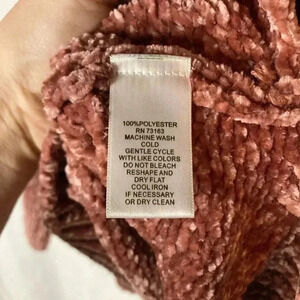 100%POLYESTER
RN 73163
MACHINE WASH
COLD
GENTLE CYCLE
WITH LIKE COLORS
DO NOT BLEACH
RESHAPE AND
DRY FLAT
COOL IRON
IF NECESSARY
OR DRY CLEAN